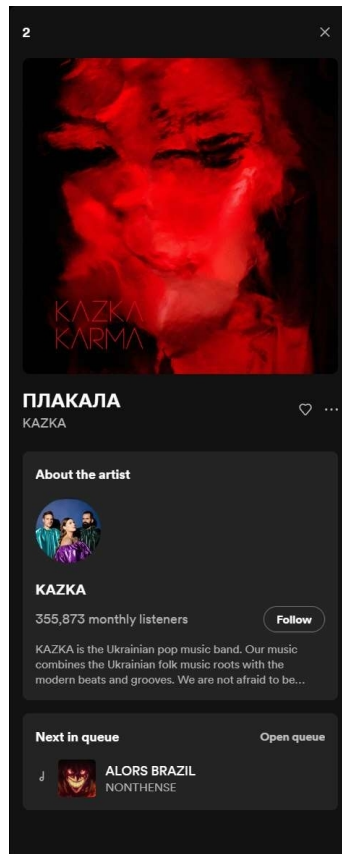 2
KAZKA
KARMA
ПЛАКАЛА
KAZKA
About the artist
KAZKA
355,873 monthly listeners
Follow
KAZKA is the Ukrainian pop music band. Our music
combines the Ukrainian folk music roots with the
modern beats and grooves. We are not afraid to be...
Next in queue
Open queue
ALORS BRAZIL
NONTHENSE